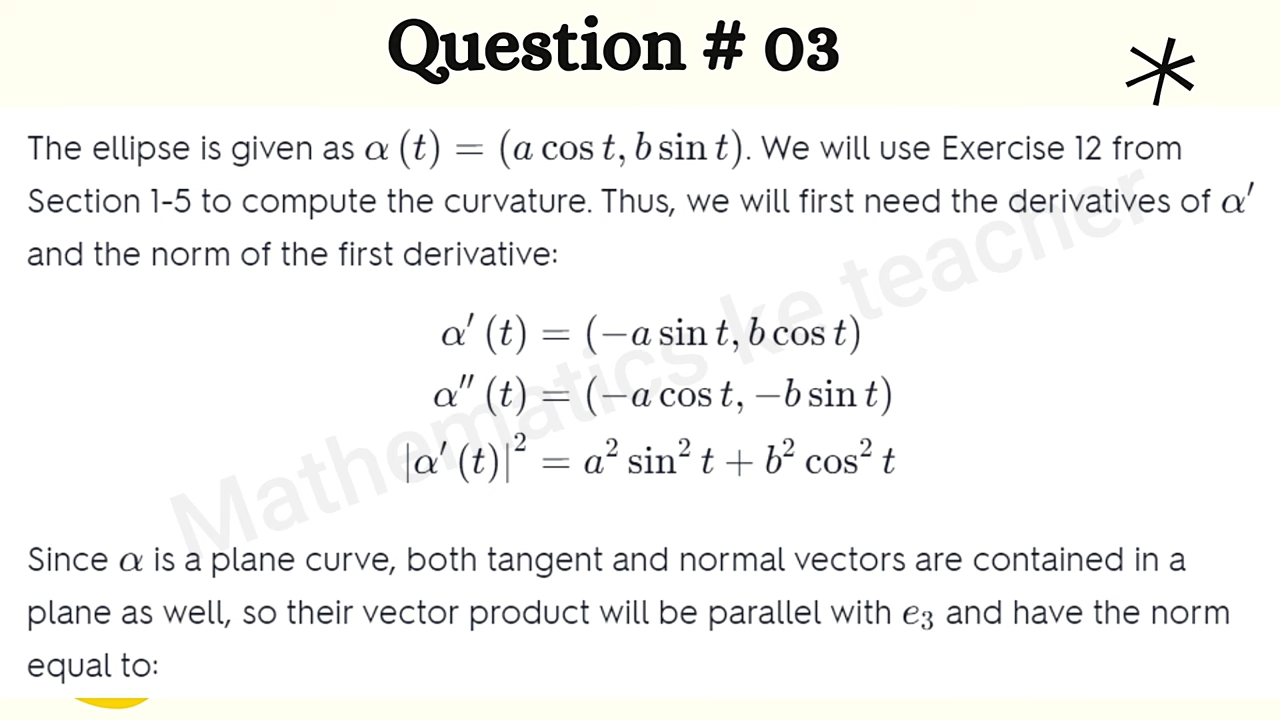 Question # 03
The ellipse is given as α (t) = (a cos t, b sin t). We will use Exercise 12 from
Section 1-5 to compute the curvature. Thus, we will first need the derivatives of α′
and the norm of the first derivative:
α′ (t) = (−a sin t, b cos t)
α″ (t) = (−a cos t, −b sin t)
|α′ (t)|² = a² sin² t + b² cos² t
Since α is a plane curve, both tangent and normal vectors are contained in a
plane as well, so their vector product will be parallel with e₃ and have the norm
equal to:
Mathematics ke teacher